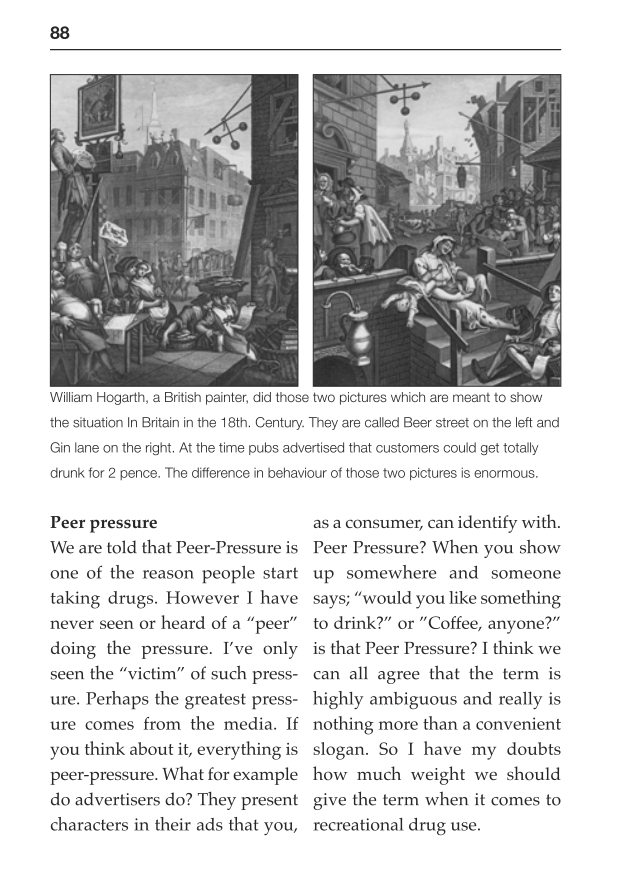 88
William Hogarth, a British painter, did those two pictures which are meant to show
the situation In Britain in the 18th. Century. They are called Beer street on the left and
Gin lane on the right. At the time pubs advertised that customers could get totally
drunk for 2 pence. The difference in behaviour of those two pictures is enormous.
Peer pressure
We are told that Peer-Pressure is
one of the reason people start
taking drugs. However I have
never seen or heard of a “peer”
doing the pressure. I’ve only
seen the “victim” of such press-
ure. Perhaps the greatest press-
ure comes from the media. If
you think about it, everything is
peer-pressure. What for example
do advertisers do? They present
characters in their ads that you,
as a consumer, can identify with.
Peer Pressure? When you show
up somewhere and someone
says; “would you like something
to drink?” or ”Coffee, anyone?”
is that Peer Pressure? I think we
can all agree that the term is
highly ambiguous and really is
nothing more than a convenient
slogan. So I have my doubts
how much weight we should
give the term when it comes to
recreational drug use.